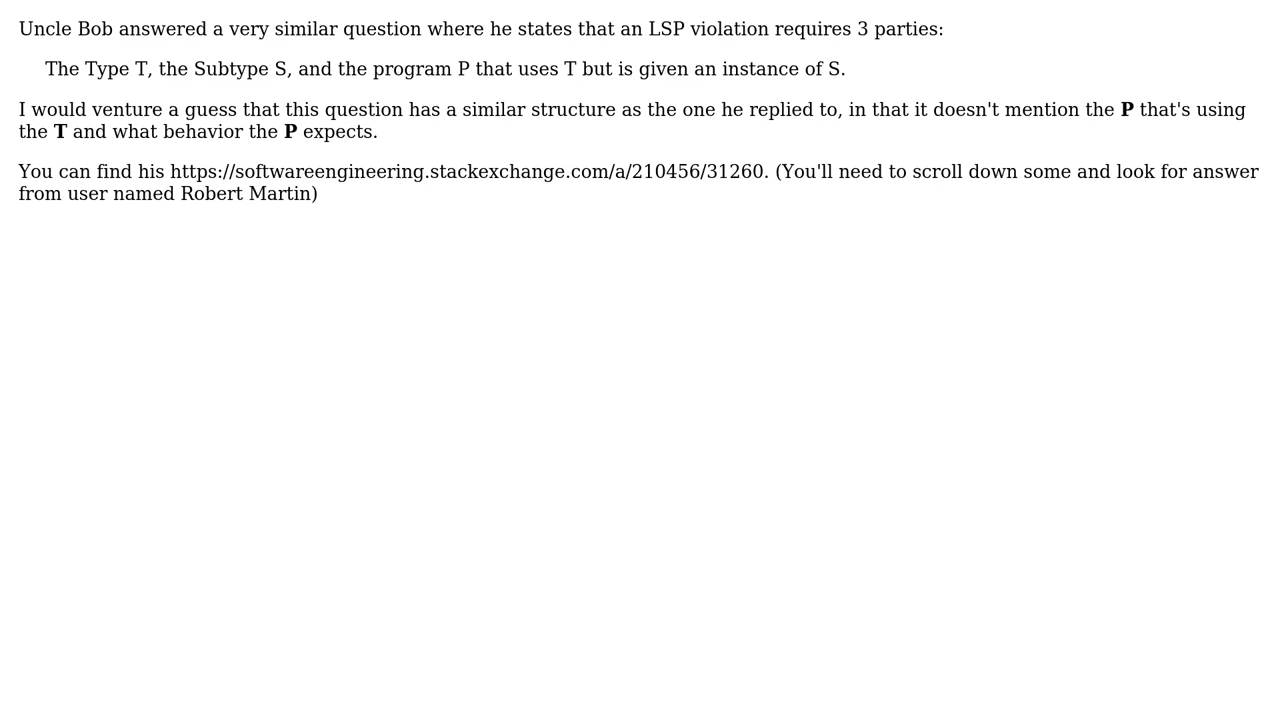 Uncle Bob answered a very similar question where he states that an LSP violation requires 3 parties:
The Type T, the Subtype S, and the program P that uses T but is given an instance of S.
I would venture a guess that this question has a similar structure as the one he replied to, in that it doesn't mention the P that's using
the T and what behavior the P expects.
You can find his https://softwareengineering.stackexchange.com/a/210456/31260. (You'll need to scroll down some and look for answer
from user named Robert Martin)